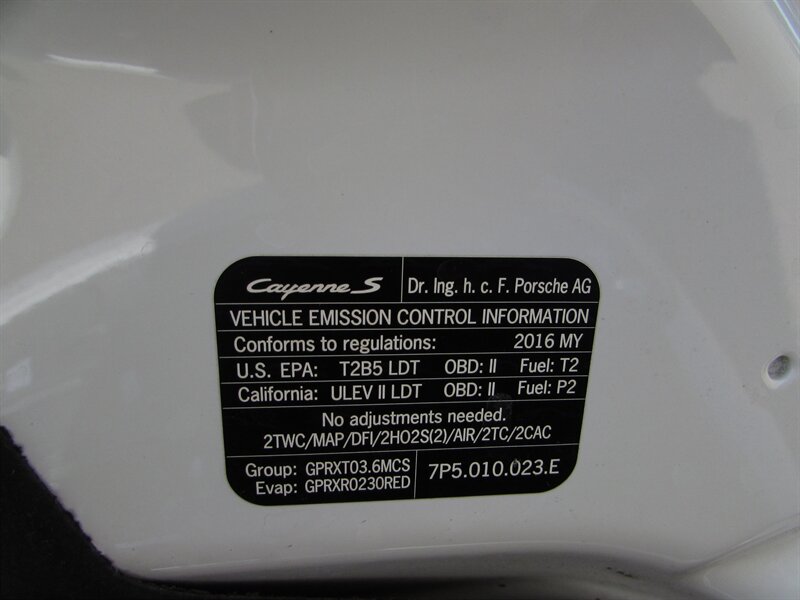 Cayenne S Dr. Ing. h. c. F. Porsche AG
VEHICLE EMISSION CONTROL INFORMATION
Conforms to regulations: 2016 MY
U.S. EPA: T2B5 LDT OBD: II Fuel: T2
California: ULEV II LDT OBD: II Fuel: P2
No adjustments needed.
2TWC/MAP/DFI/2HO2S(2)/AIR/2TC/2CAC
Group: GPRXT03.6MCS
Evap: GPRXR0230RED
7P5.010.023.E